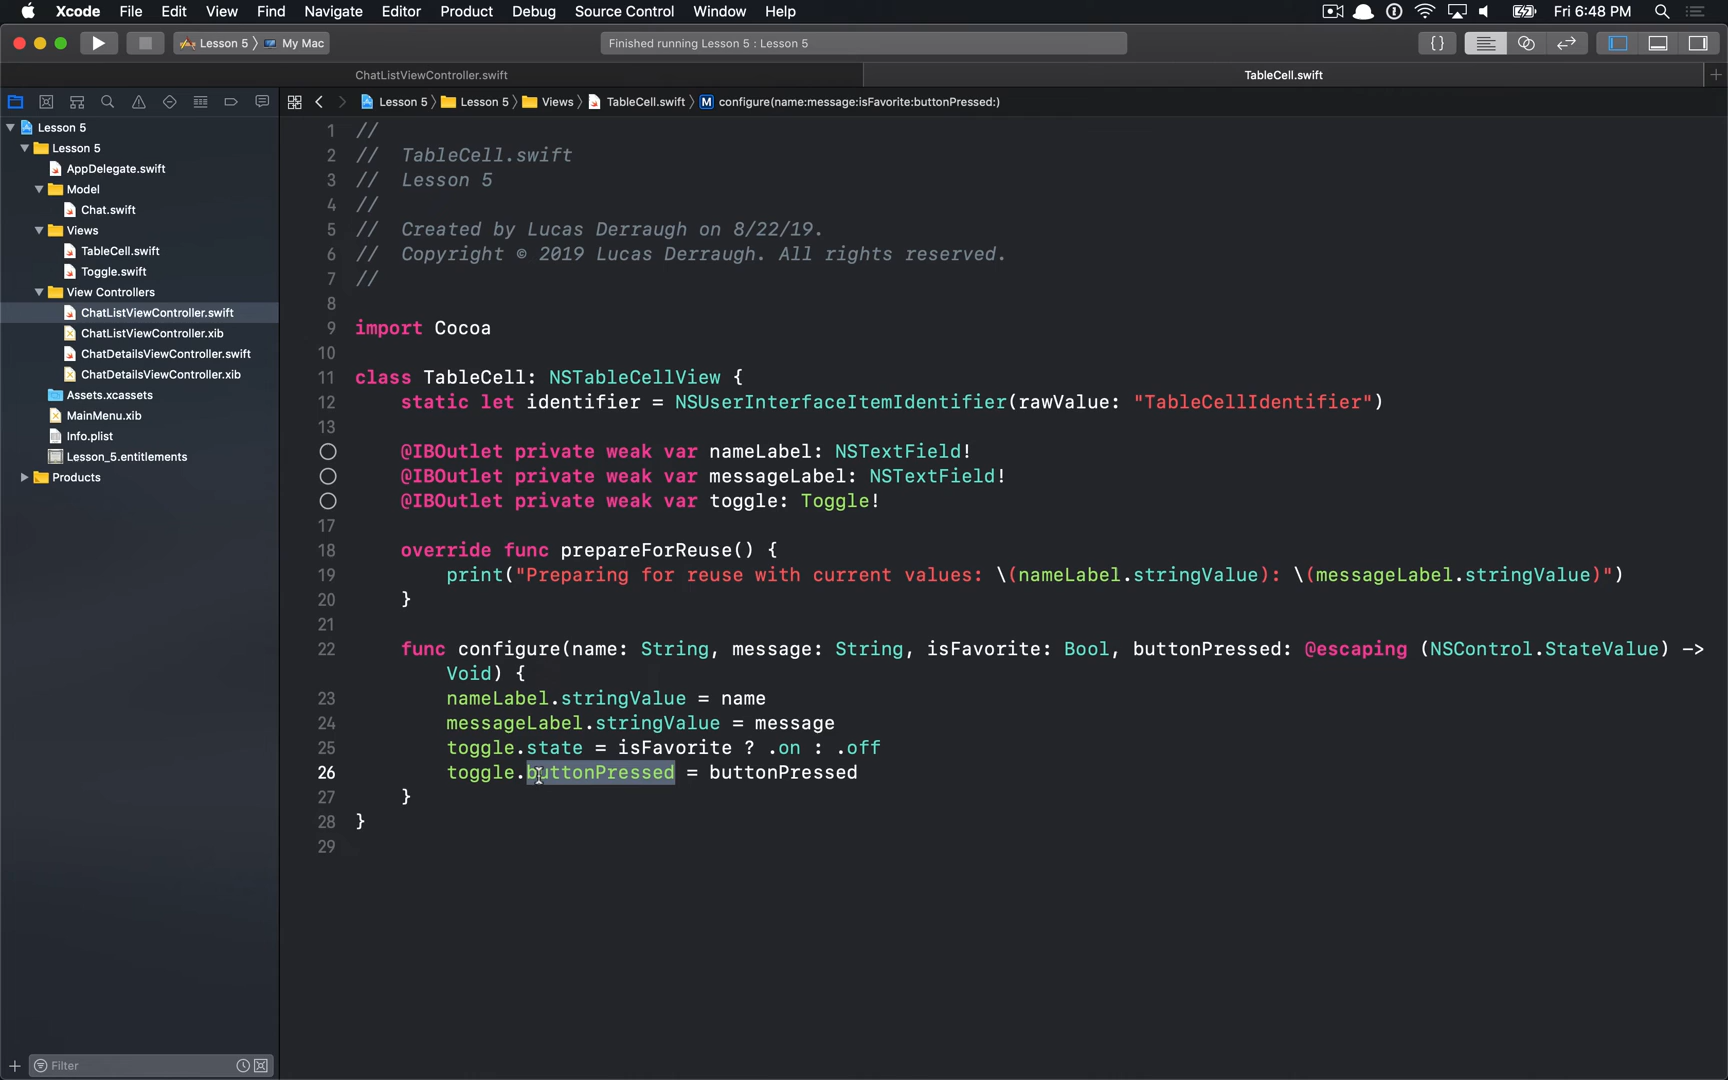 Xcode File Edit View Find Navigate Editor Product Debug Source Control Window Help Fri 6:48 PM
Lesson 5 My Mac Finished running Lesson 5 : Lesson 5 {}
ChatListViewController.swift TableCell.swift
Lesson 5 Lesson 5 Views TableCell.swift M configure(name:message:isFavorite:buttonPressed:)
Lesson 5
Lesson 5
AppDelegate.swift
Model
Chat.swift
Views
TableCell.swift
Toggle.swift
View Controllers
ChatListViewController.swift
ChatListViewController.xib
ChatDetailsViewController.swift
ChatDetailsViewController.xib
Assets.xcassets
MainMenu.xib
Info.plist
Lesson_5.entitlements
Products
Filter
1 //
2 // TableCell.swift
3 // Lesson 5
4 //
5 // Created by Lucas Derraugh on 8/22/19.
6 // Copyright © 2019 Lucas Derraugh. All rights reserved.
7 //
8
9 import Cocoa
10
11 class TableCell: NSTableCellView {
12 static let identifier = NSUserInterfaceItemIdentifier(rawValue: "TableCellIdentifier")
13
@IBOutlet private weak var nameLabel: NSTextField!
@IBOutlet private weak var messageLabel: NSTextField!
@IBOutlet private weak var toggle: Toggle!
17
18 override func prepareForReuse() {
19 print("Preparing for reuse with current values: \(nameLabel.stringValue): \(messageLabel.stringValue)")
20 }
21
22 func configure(name: String, message: String, isFavorite: Bool, buttonPressed: @escaping (NSControl.StateValue) ->
Void) {
23 nameLabel.stringValue = name
24 messageLabel.stringValue = message
25 toggle.state = isFavorite ? .on : .off
26 toggle.buttonPressed = buttonPressed
27 }
28 }
29